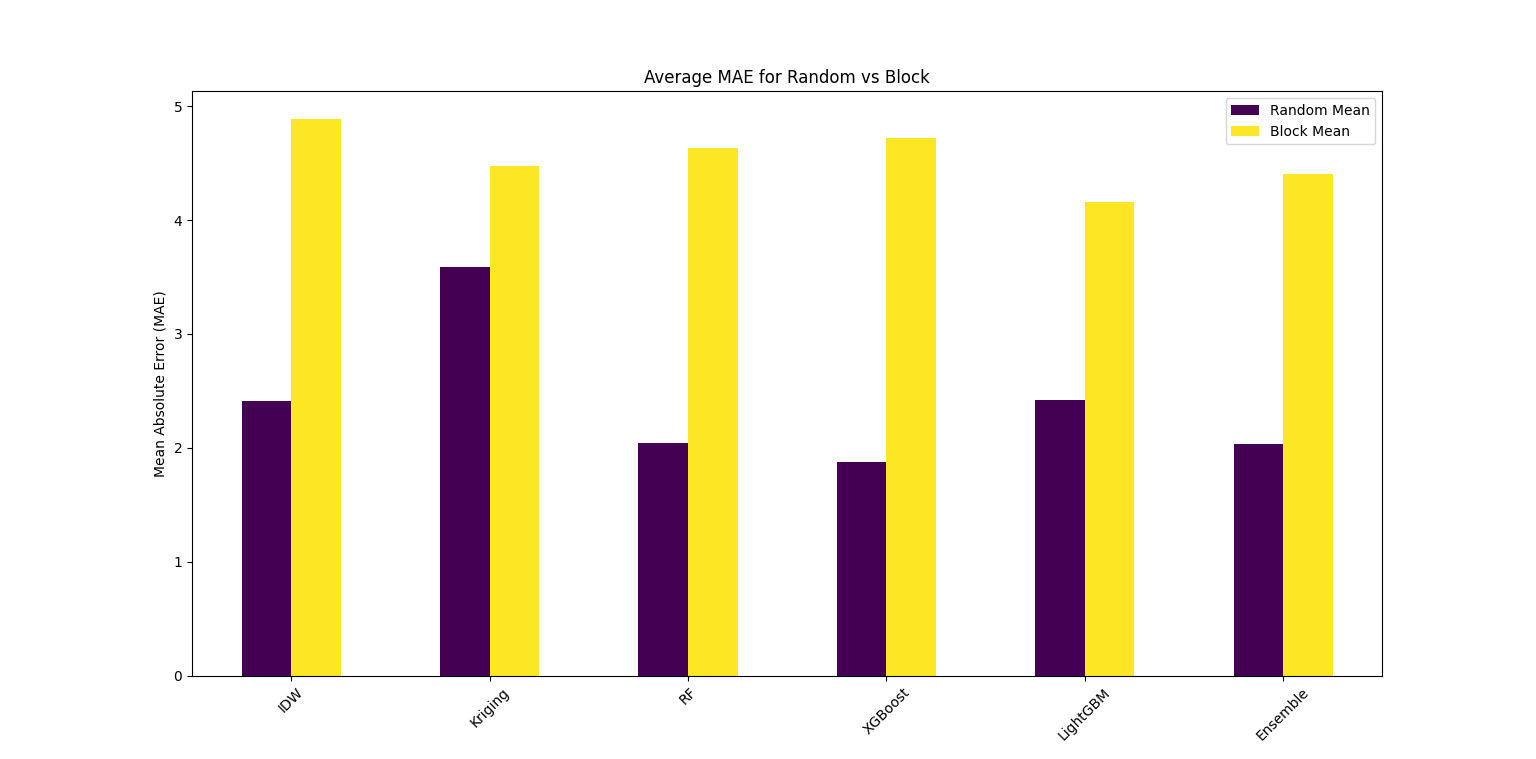 Average MAE for Random vs Block
Random Mean
Block Mean
Mean Absolute Error (MAE)
5
4
3
2
1
0
IDW
Kriging
RF
XGBoost
LightGBM
Ensemble